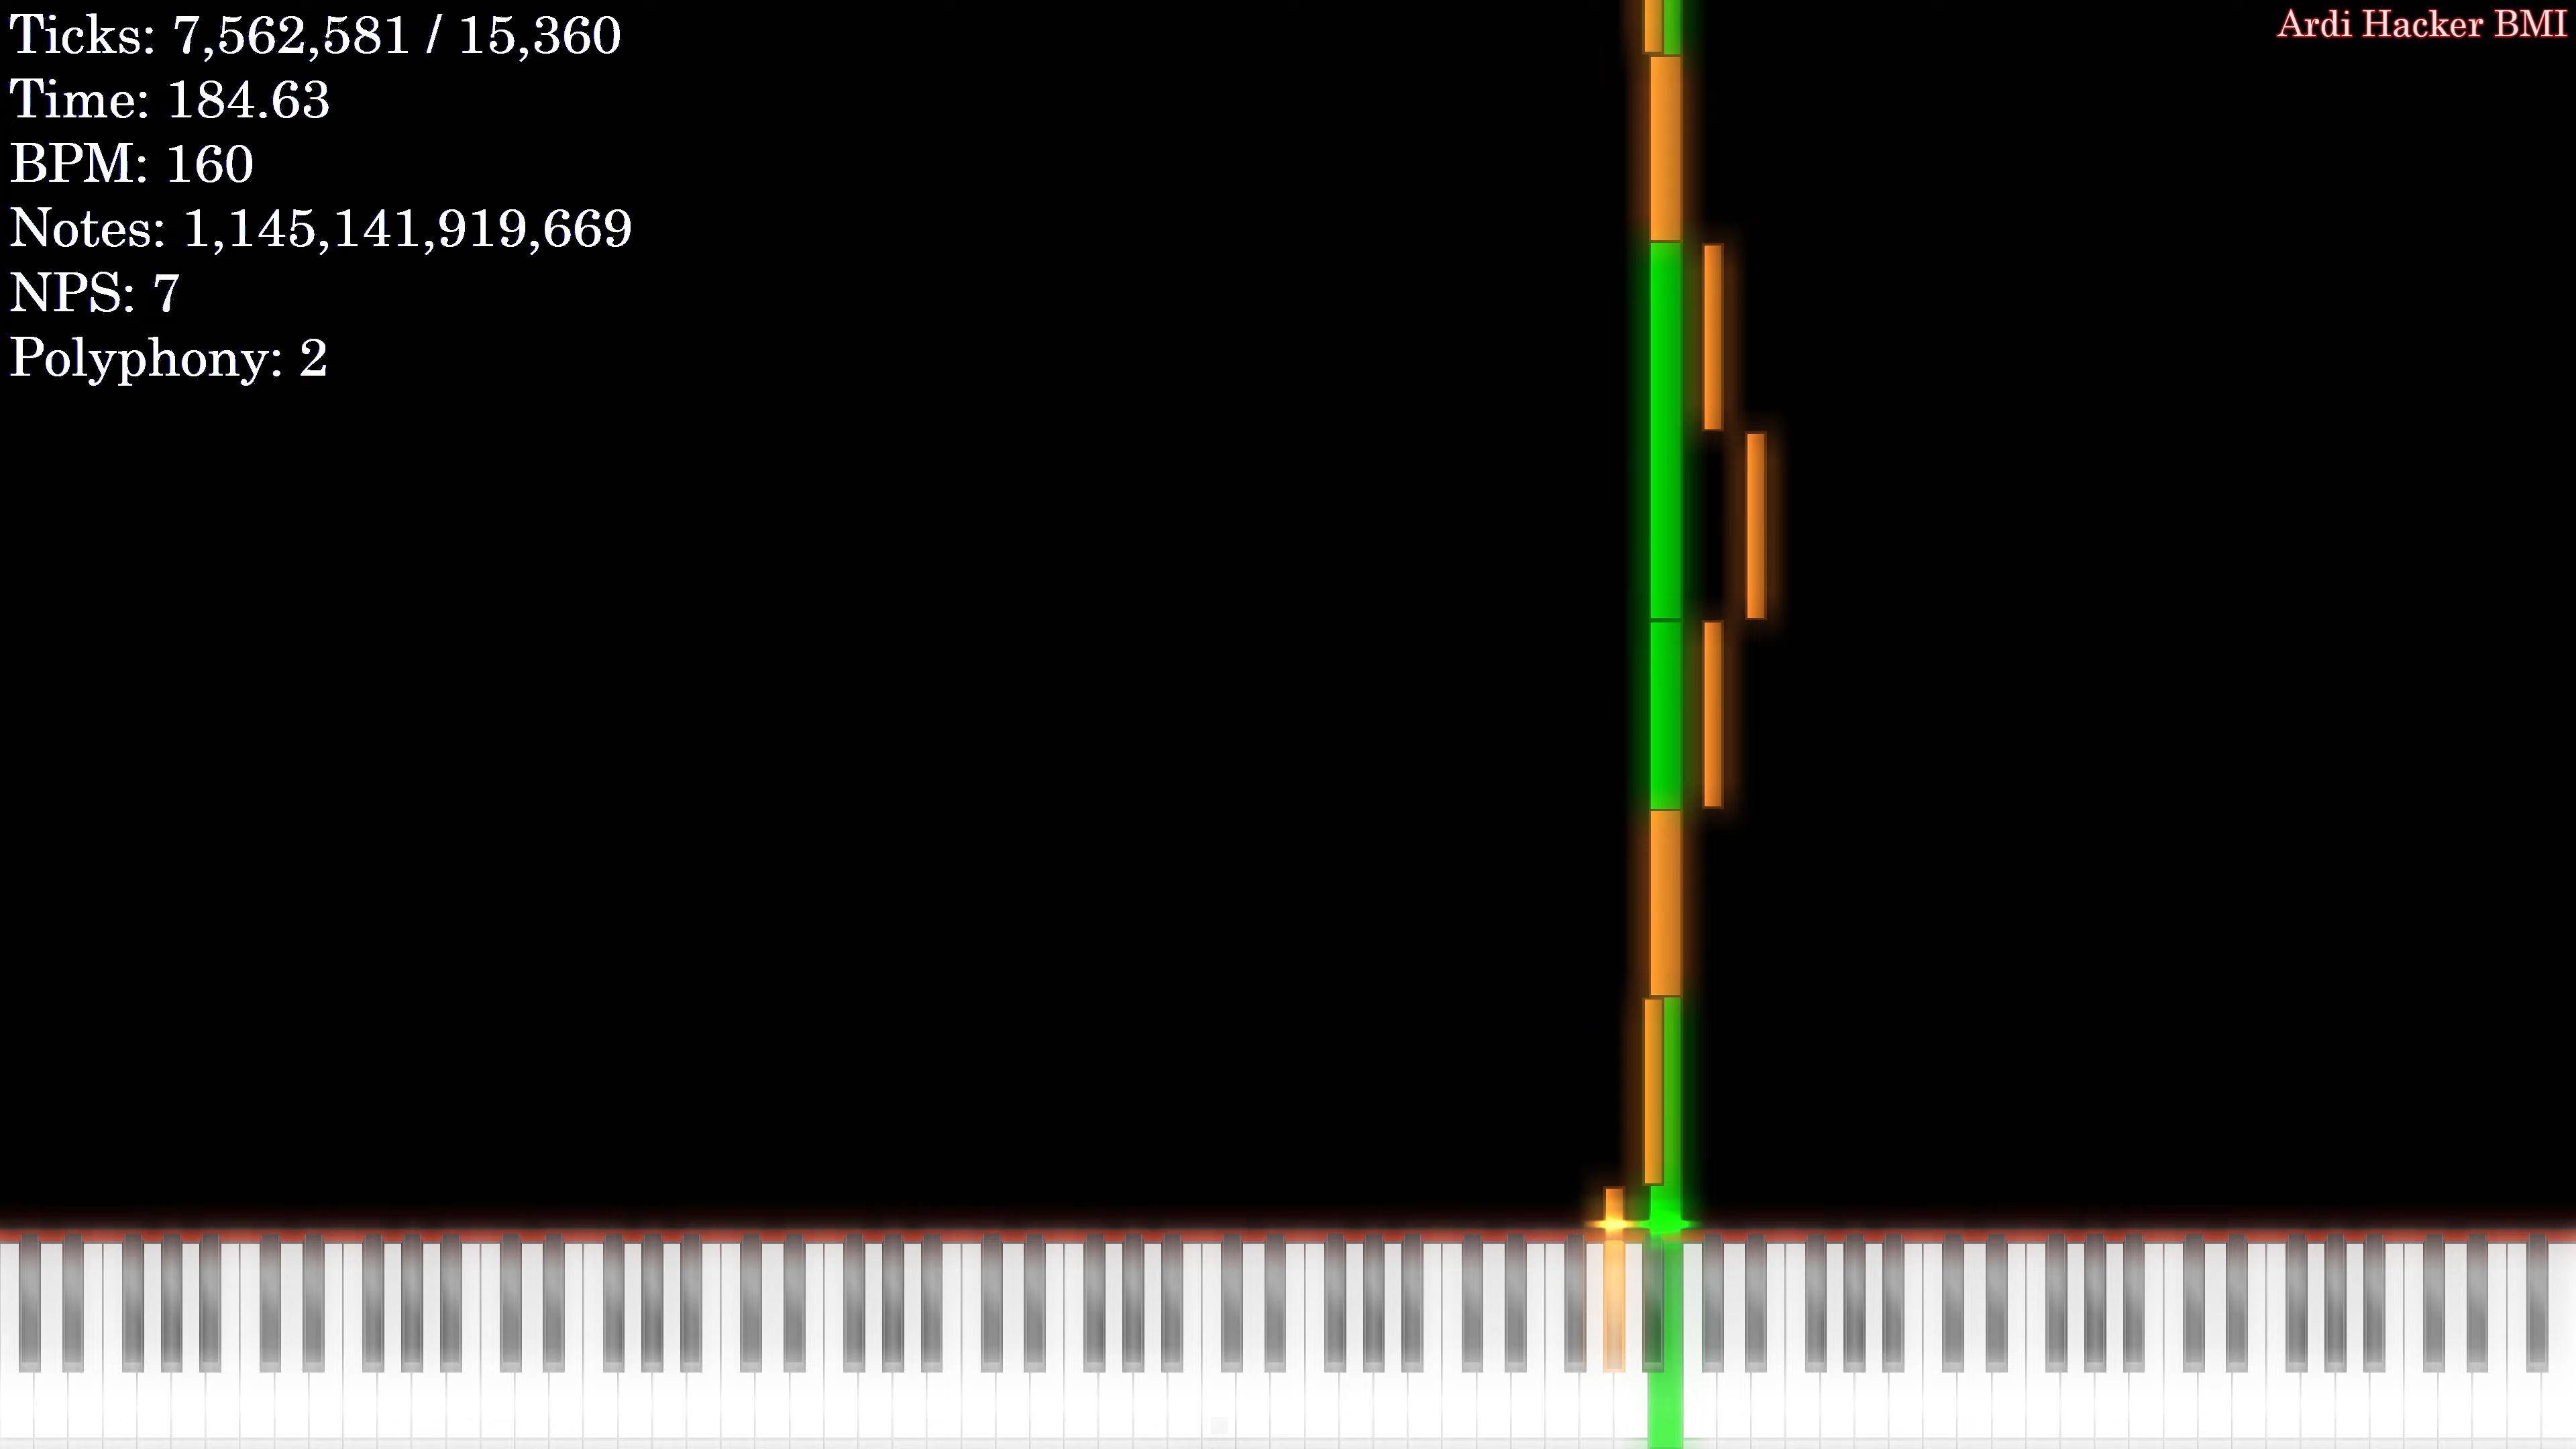 Ticks: 7,562,581 / 15,360
Ardi Hacker BMI
Time: 184.63
BPM: 160
Notes: 1,145,141,919,669
NPS: 7
Polyphony: 2